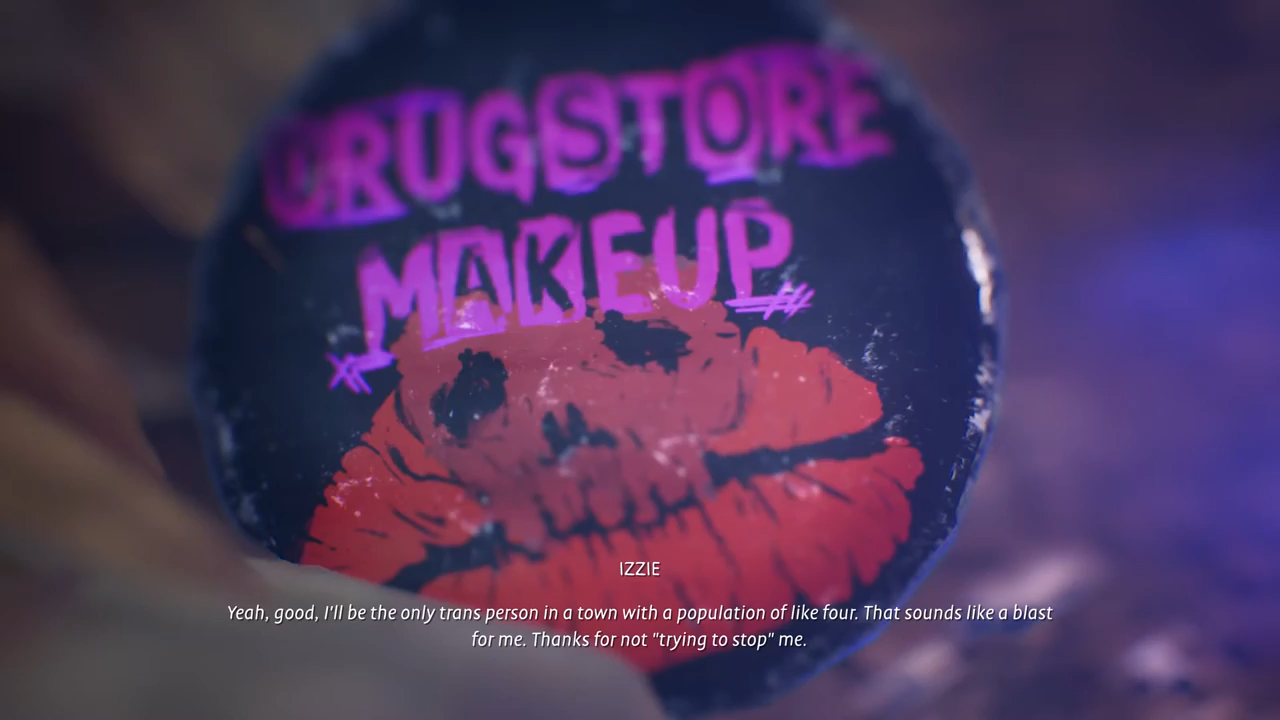 DRUGSTORE
MAKEUP
IZZIE
Yeah, good, I'll be the only trans person in a town with a population of like four. That sounds like a blast
for me. Thanks for not "trying to stop" me.